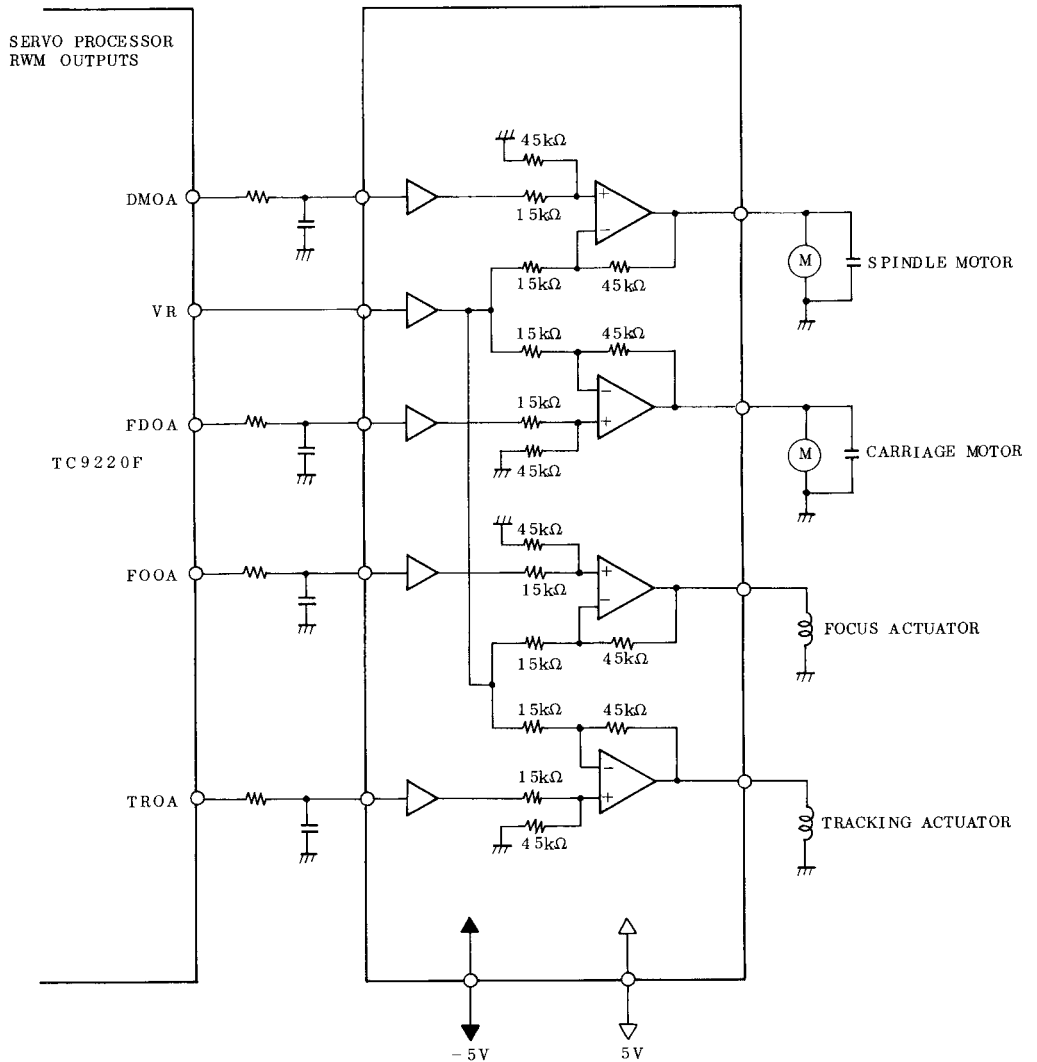 SERVO PROCESSOR
RWM OUTPUTS
45kΩ
DMOA
+
15kΩ
−
M
SPINDLE MOTOR
15kΩ
45kΩ
VR
15kΩ
45kΩ
−
15kΩ
+
FDOA
M
CARRIAGE MOTOR
TC9220F
45kΩ
45kΩ
FOOA
+
15kΩ
−
FOCUS ACTUATOR
15kΩ
45kΩ
15kΩ
45kΩ
−
15kΩ
+
TROA
TRACKING ACTUATOR
45kΩ
−5V
5V